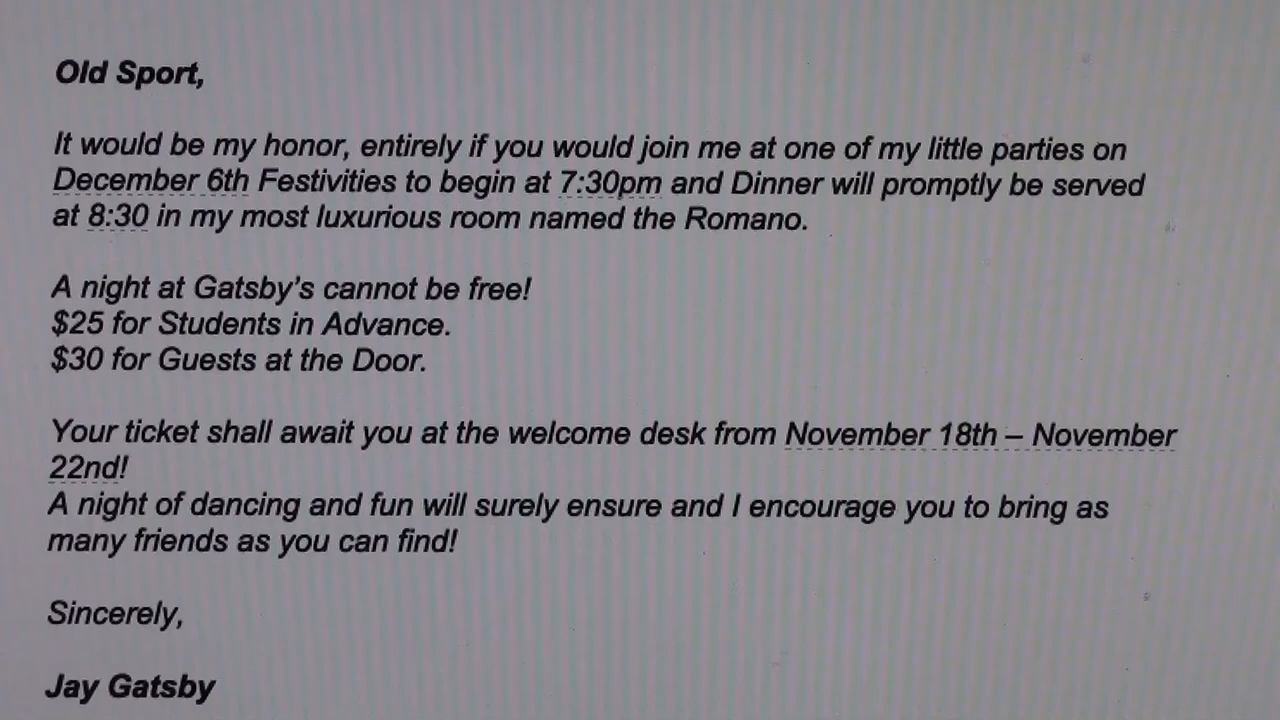 Old Sport,
It would be my honor, entirely if you would join me at one of my little parties on
December 6th Festivities to begin at 7:30pm and Dinner will promptly be served
at 8:30 in my most luxurious room named the Romano.
A night at Gatsby's cannot be free!
$25 for Students in Advance.
$30 for Guests at the Door.
Your ticket shall await you at the welcome desk from November 18th – November
22nd!
A night of dancing and fun will surely ensure and I encourage you to bring as
many friends as you can find!
Sincerely,
Jay Gatsby